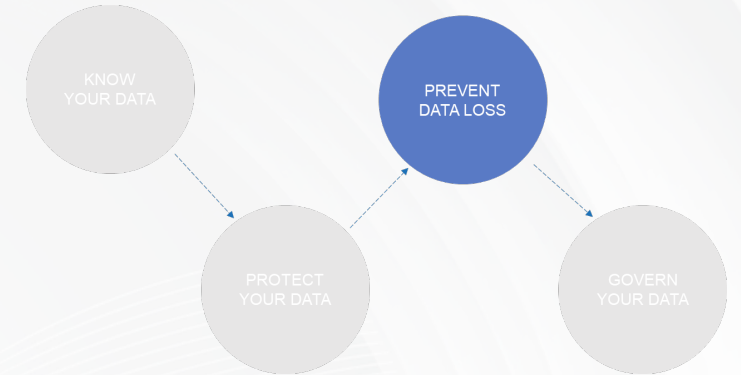 KNOW
YOUR DATA
PROTECT
YOUR DATA
PREVENT
DATA LOSS
GOVERN
YOUR DATA